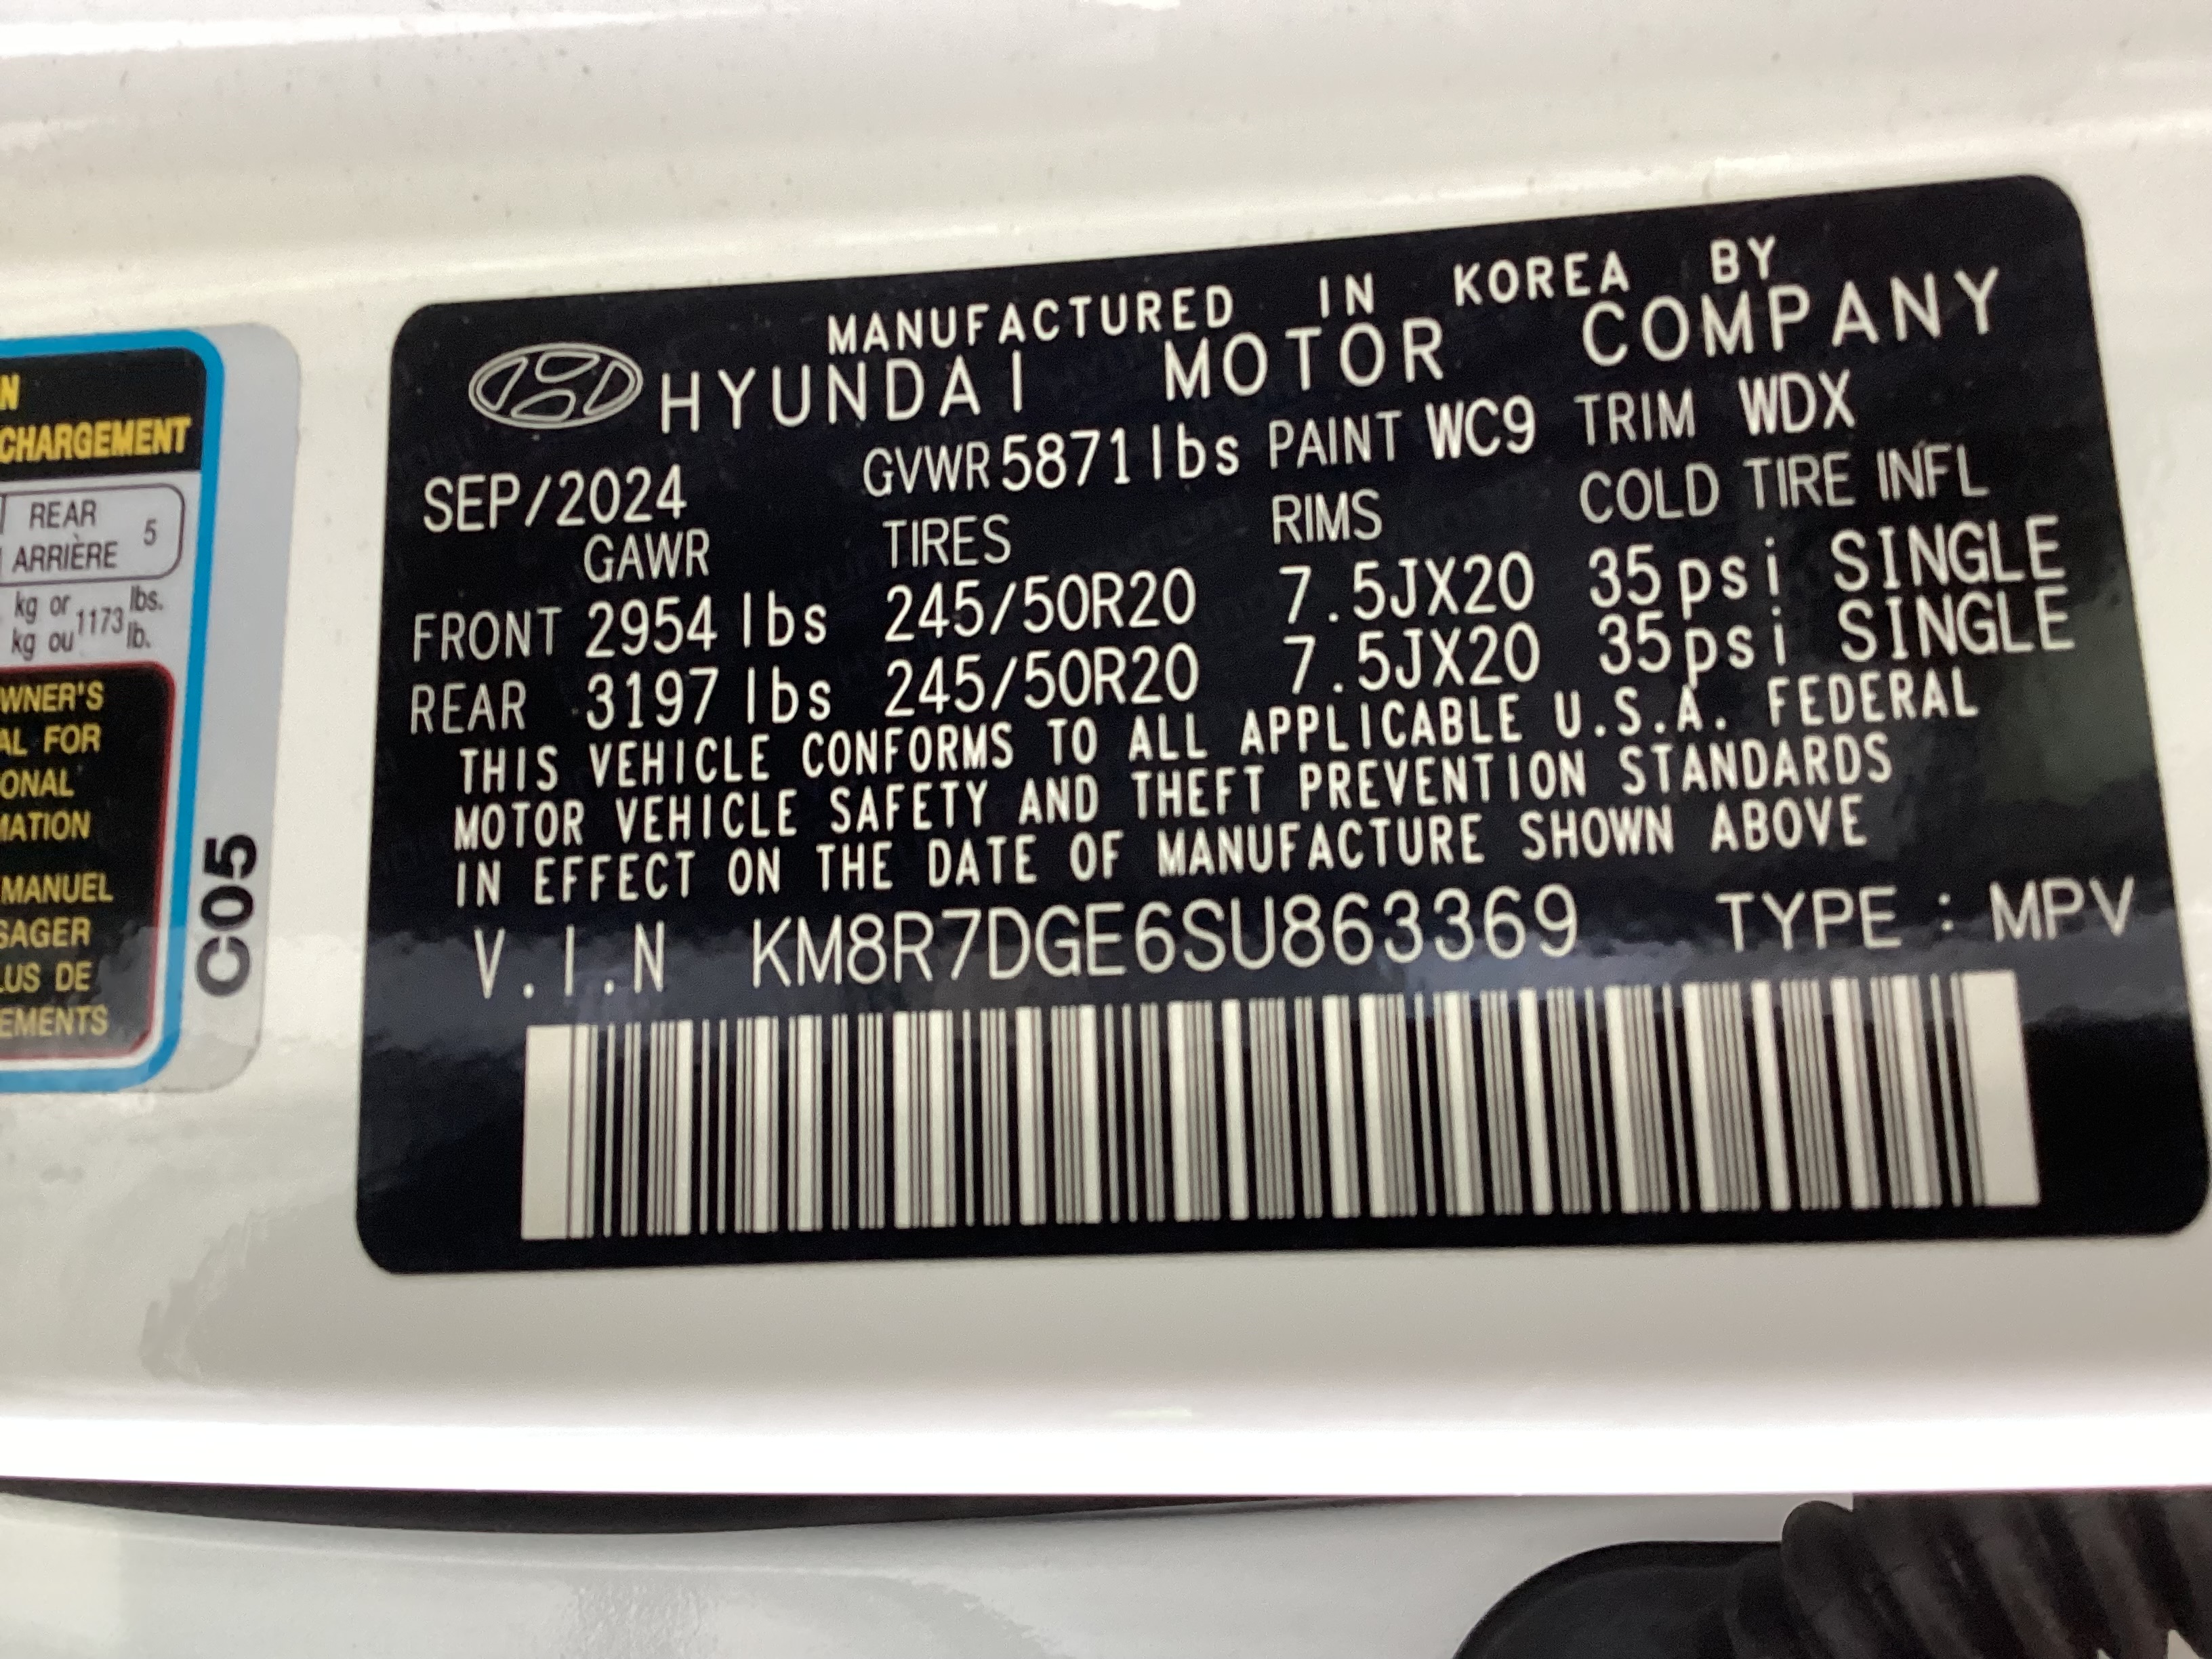 N
CHARGEMENT
REAR
ARRIÈRE
5
kg or 1173 lbs.
kg ou lb.
WNER'S
AL FOR
ONAL
MATION
MANUEL
SAGER
LUS DE
EMENTS
C05
MANUFACTURED IN KOREA BY
HYUNDAI MOTOR COMPANY
SEP/2024 GVWR 5871 lbs PAINT WC9 TRIM WDX
GAWR TIRES RIMS COLD TIRE INFL
FRONT 2954 lbs 245/50R20 7.5JX20 35psi SINGLE
REAR 3197 lbs 245/50R20 7.5JX20 35psi SINGLE
THIS VEHICLE CONFORMS TO ALL APPLICABLE U.S.A. FEDERAL
MOTOR VEHICLE SAFETY AND THEFT PREVENTION STANDARDS
IN EFFECT ON THE DATE OF MANUFACTURE SHOWN ABOVE
V.I.N KM8R7DGE6SU863369 TYPE : MPV